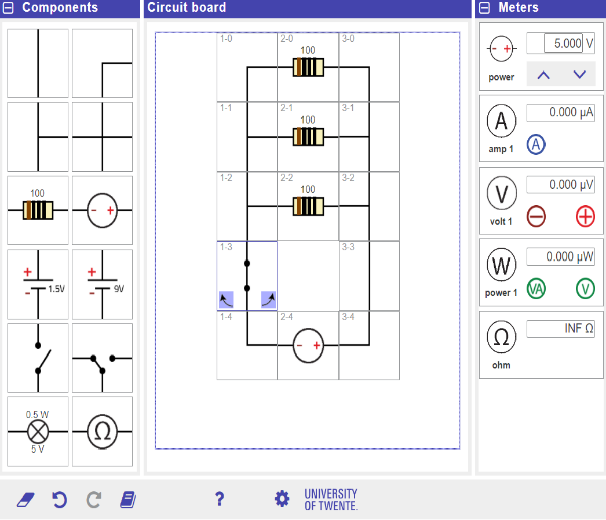 Components
100
- +
+
-
1.5V
+
-
9V
0.5 W
5 V
Ω
Circuit board
1-0
2-0
3-0
100
1-1
2-1
3-1
100
1-2
2-2
3-2
100
1-3
3-3
1-4
2-4
3-4
- +
Meters
- +
5.000 V
power
A
0.000 µA
amp 1
A
V
0.000 µV
volt 1
W
0.000 µW
power 1
VA
V
Ω
INF Ω
ohm
?
UNIVERSITY
OF TWENTE.